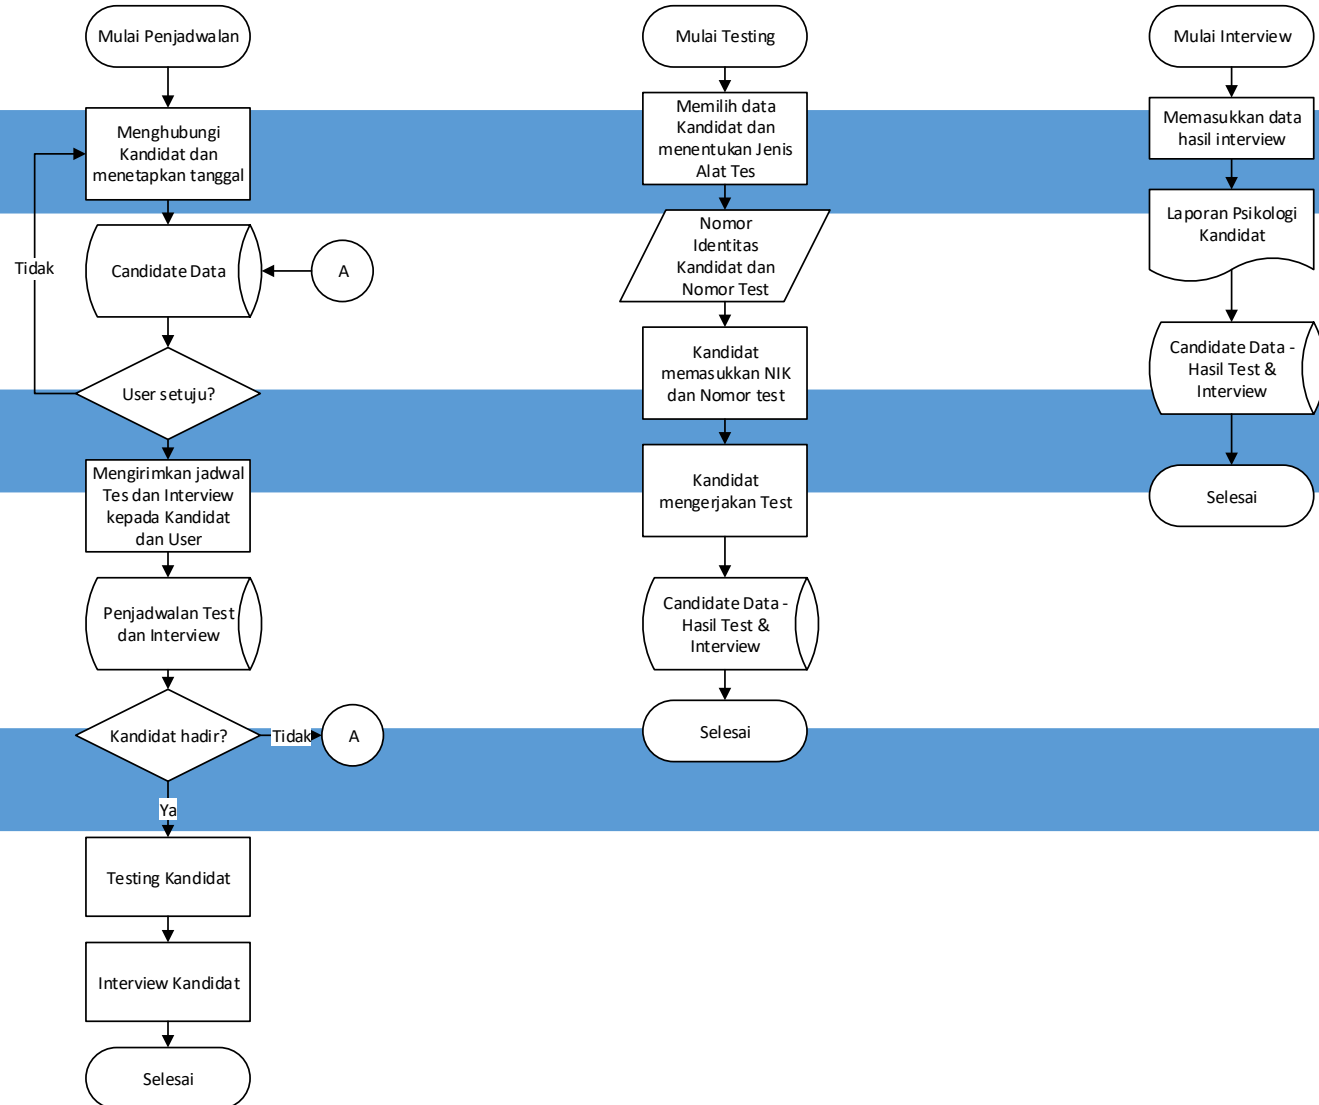 Mulai Penjadwalan
Menghubungi
Kandidat dan
menetapkan tanggal
Tidak
Candidate Data
A
User setuju?
Mengirimkan jadwal
Tes dan Interview
kepada Kandidat
dan User
Penjadwalan Test
dan Interview
Kandidat hadir?
Tidak
A
Ya
Testing Kandidat
Interview Kandidat
Selesai
Mulai Testing
Memilih data
Kandidat dan
menentukan Jenis
Alat Tes
Nomor
Identitas
Kandidat dan
Nomor Test
Kandidat
memasukkan NIK
dan Nomor test
Kandidat
mengerjakan Test
Candidate Data -
Hasil Test &
Interview
Selesai
Mulai Interview
Memasukkan data
hasil interview
Laporan Psikologi
Kandidat
Candidate Data -
Hasil Test &
Interview
Selesai